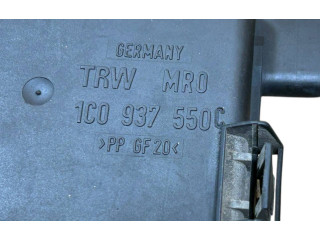 GERMANY
TRW MRO
1C0 937 550C
>PP GF20<